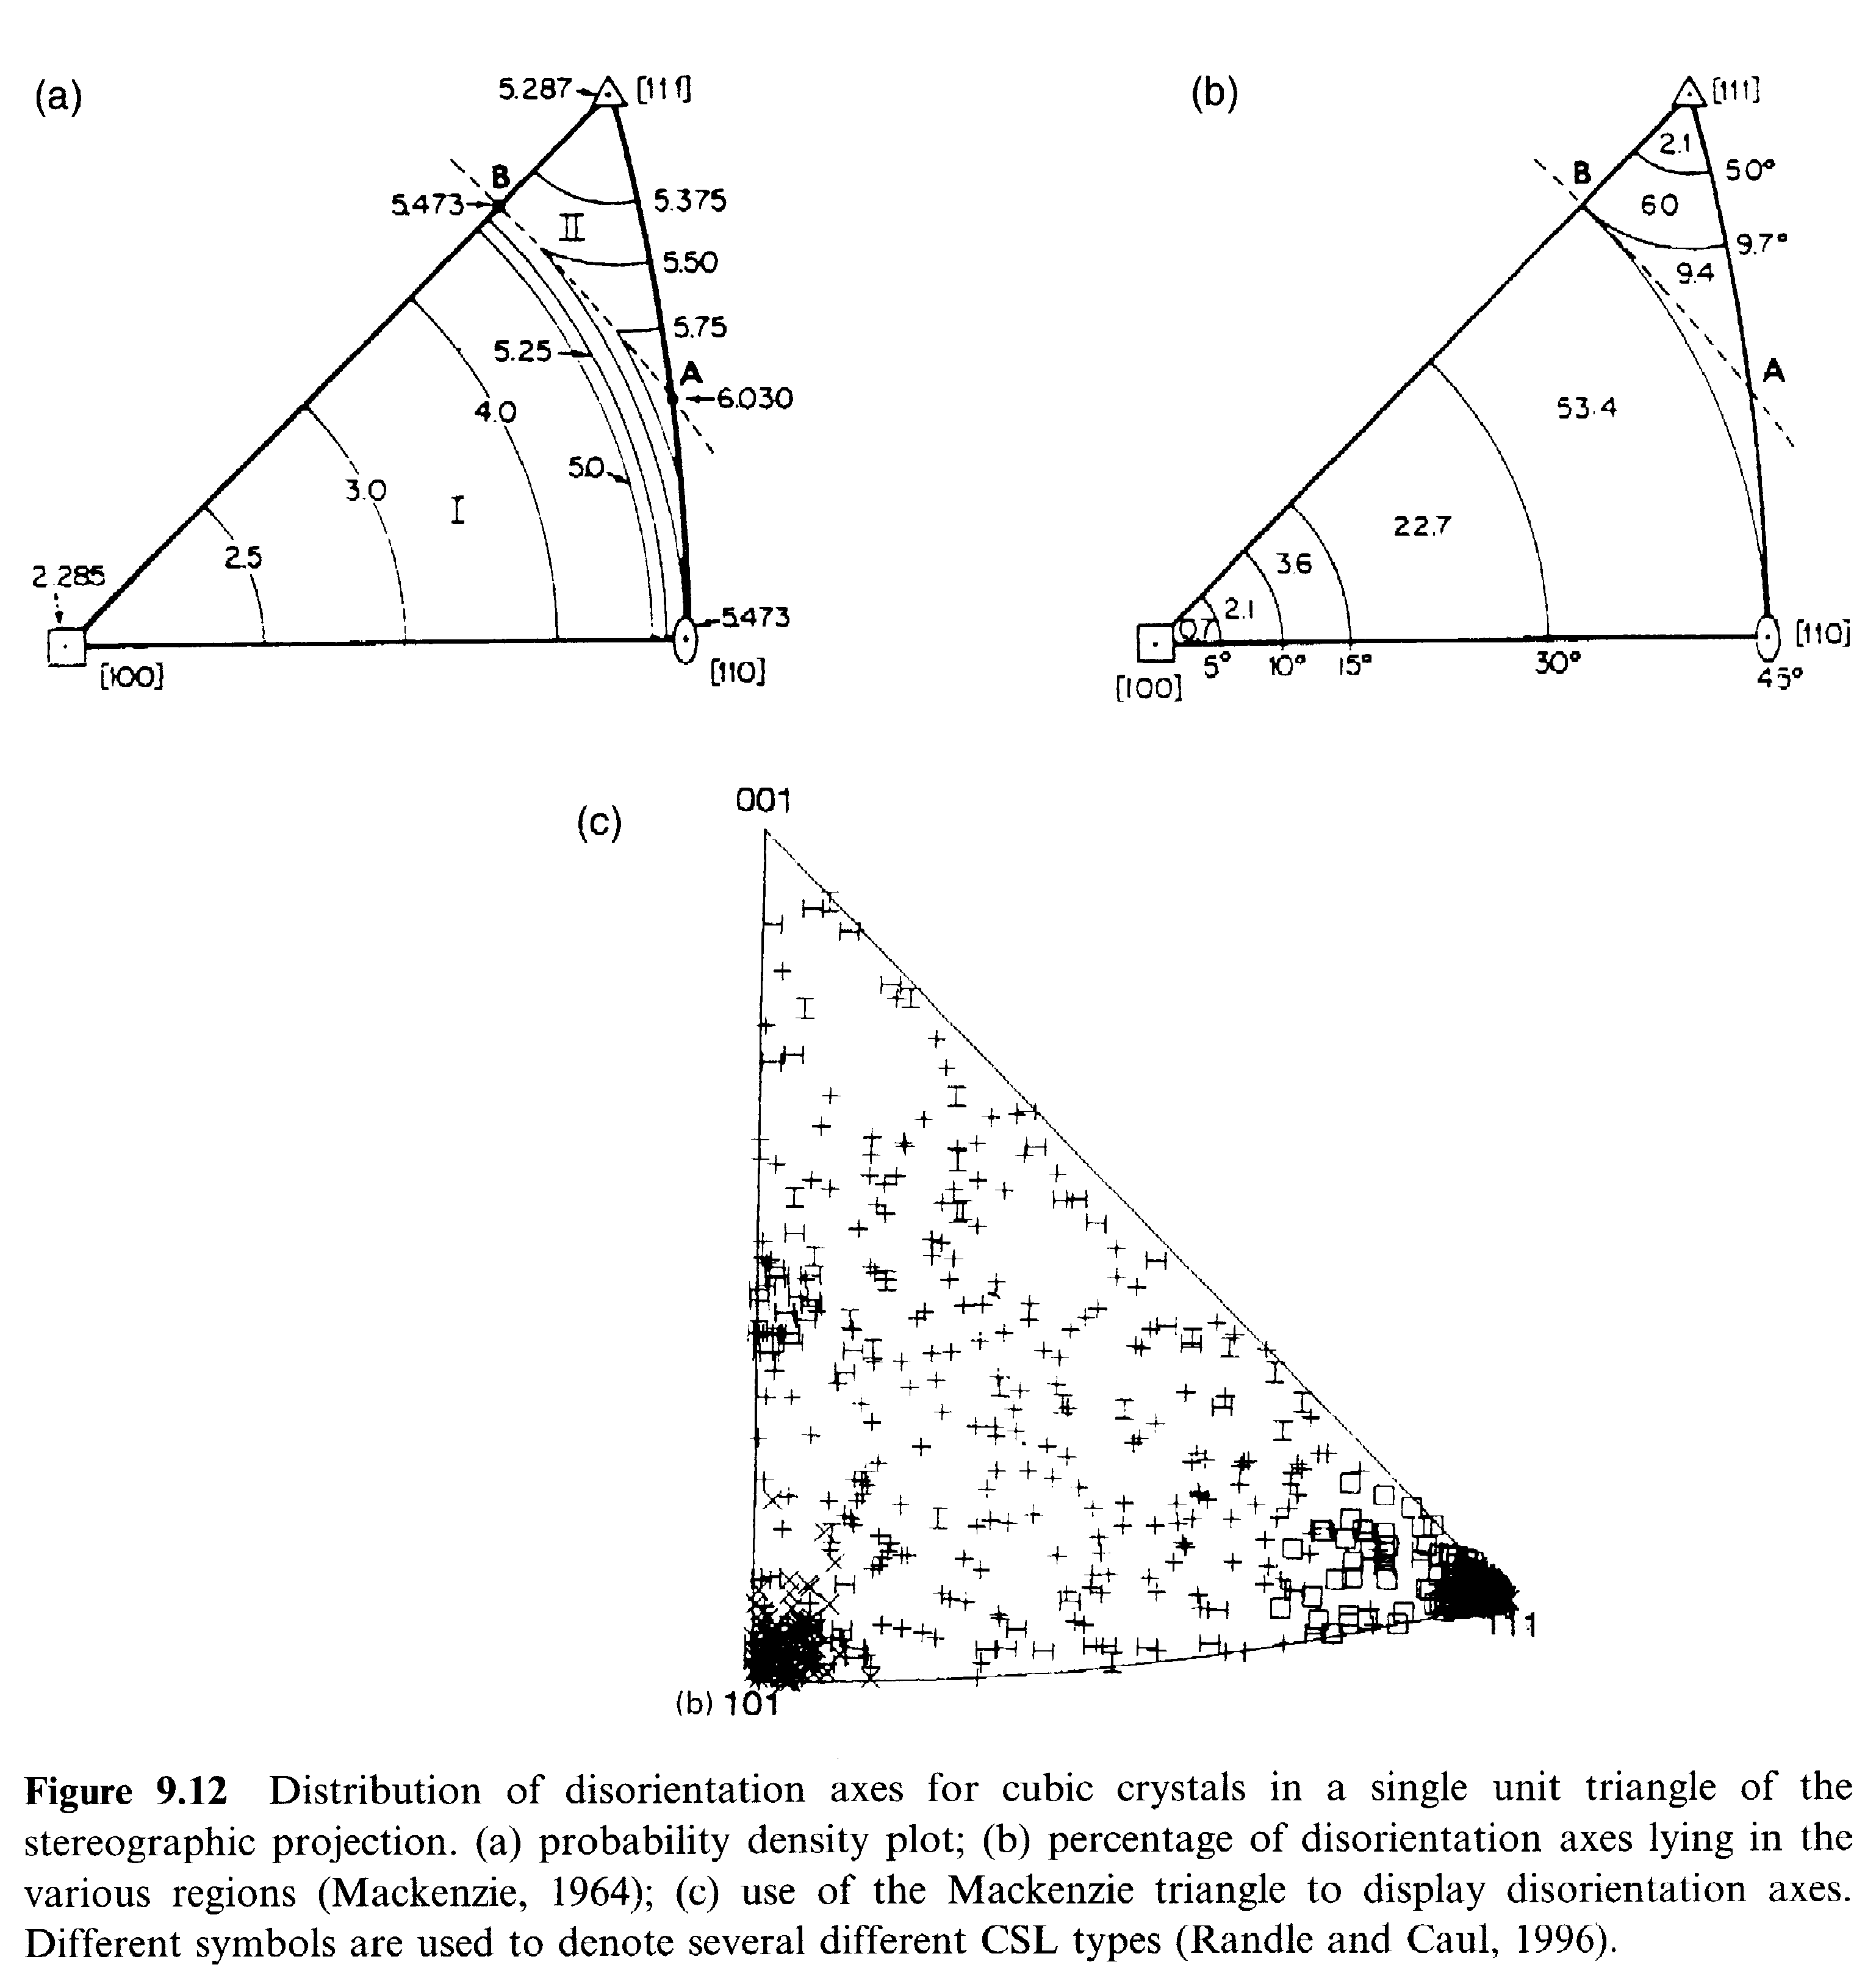 (a)
5.287
[111]
B
5.473
II
5.375
5.50
5.75
5.25
A
6.030
4.0
5.0
3.0
I
2.5
2.285
5.473
[100]
[110]
(b)
[111]
2.1
50°
B
60
9.7°
9.4
A
53.4
22.7
3.6
2.1
0.7
[110]
5°
10°
15°
30°
45°
[100]
(c)
001
111
(b) 101
Figure 9.12 Distribution of disorientation axes for cubic crystals in a single unit triangle of the
stereographic projection. (a) probability density plot; (b) percentage of disorientation axes lying in the
various regions (Mackenzie, 1964); (c) use of the Mackenzie triangle to display disorientation axes.
Different symbols are used to denote several different CSL types (Randle and Caul, 1996).